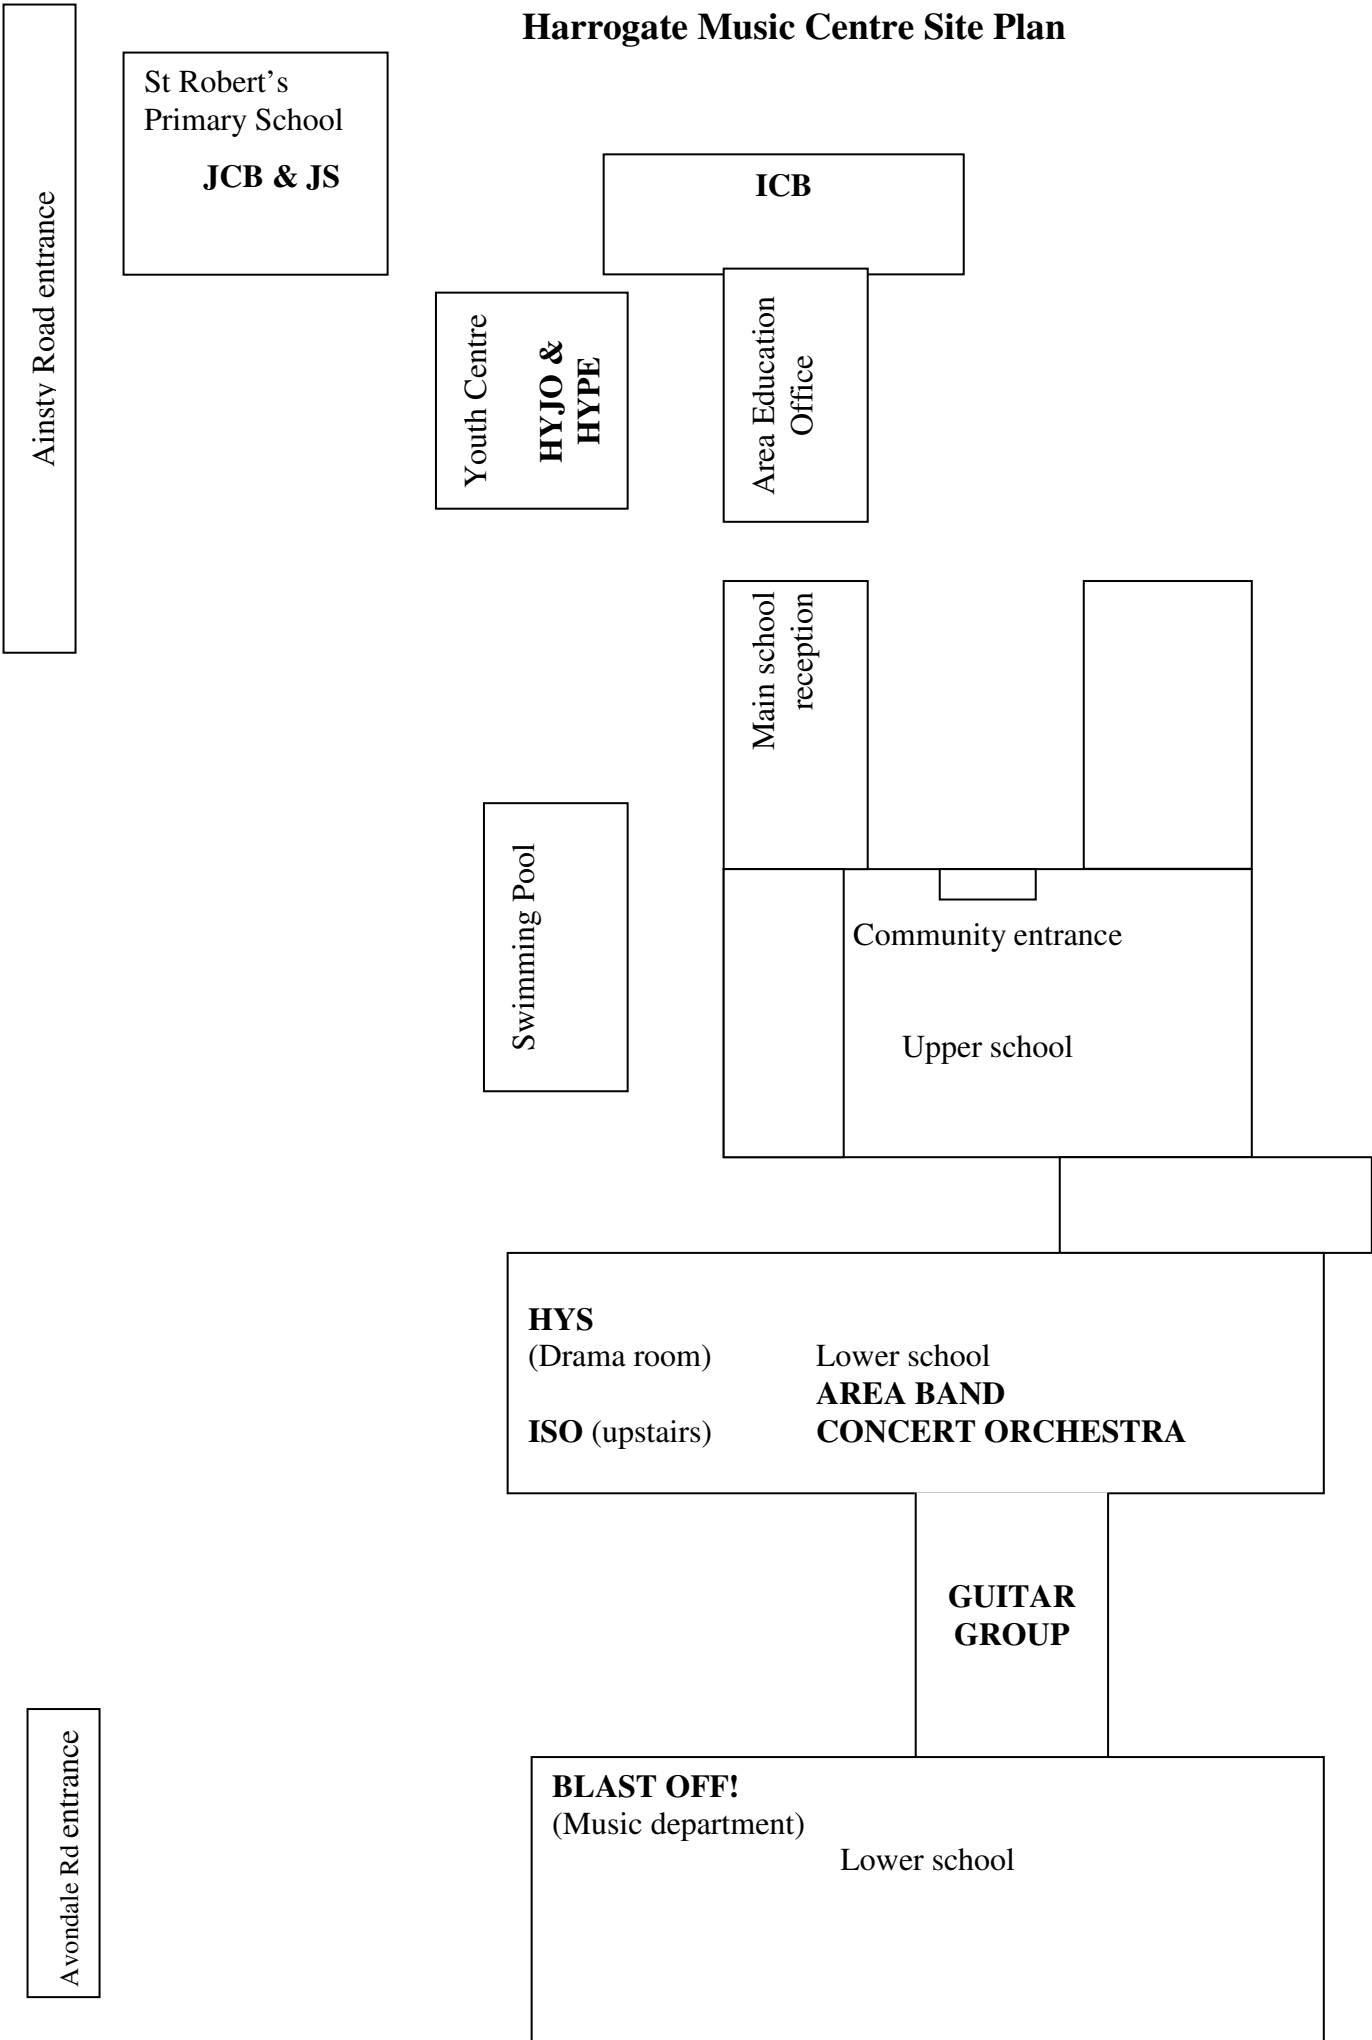 Harrogate Music Centre Site Plan
St Robert's
Primary School
JCB & JS
ICB
Ainsty Road entrance
Youth Centre
HYJO &
HYPE
Area Education
Office
Main school
reception
Swimming Pool
Community entrance
Upper school
HYS
(Drama room)
ISO (upstairs)
Lower school
AREA BAND
CONCERT ORCHESTRA
GUITAR
GROUP
Avondale Rd entrance
BLAST OFF!
(Music department)
Lower school